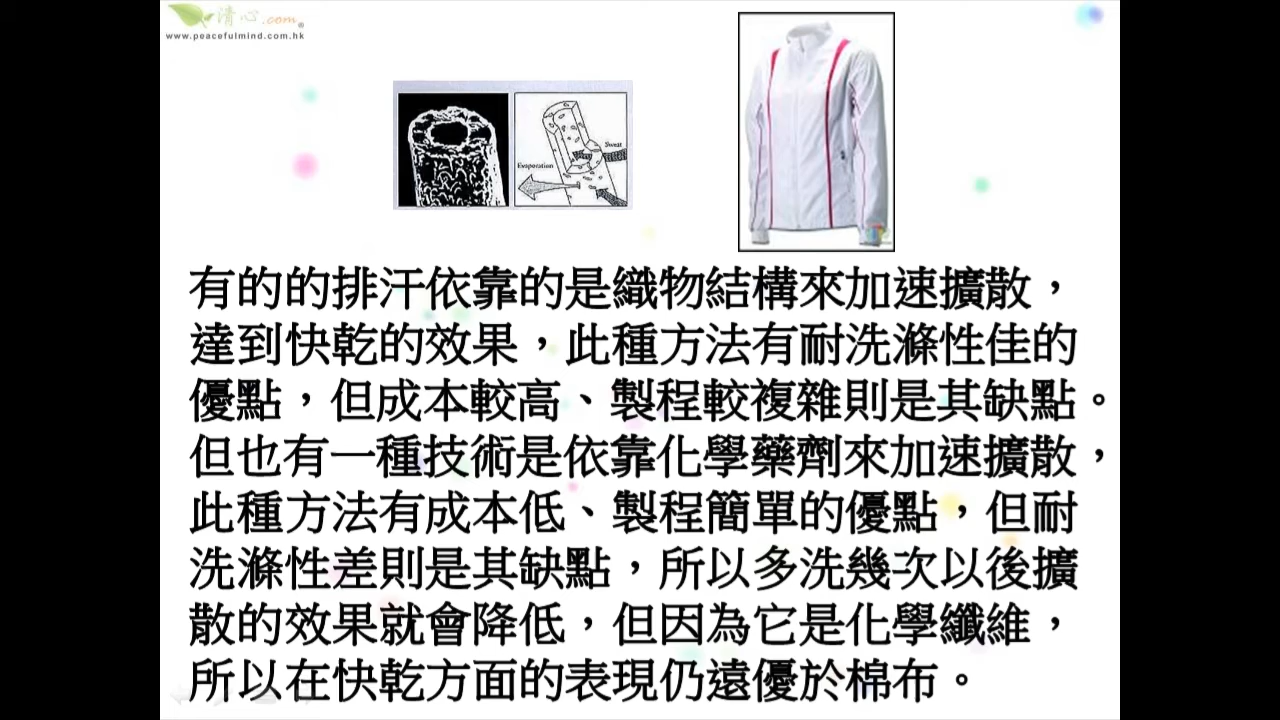 清心.com®
www.peacefulmind.com.hk
Evaporation
Sweat
有的的排汗依靠的是織物結構來加速擴散，
達到快乾的效果，此種方法有耐洗滌性佳的
優點，但成本較高、製程較複雜則是其缺點。
但也有一種技術是依靠化學藥劑來加速擴散，
此種方法有成本低、製程簡單的優點，但耐
洗滌性差則是其缺點，所以多洗幾次以後擴
散的效果就會降低，但因為它是化學纖維，
所以在快乾方面的表現仍遠優於棉布。